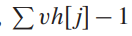 , ∑ vh[j] − 1